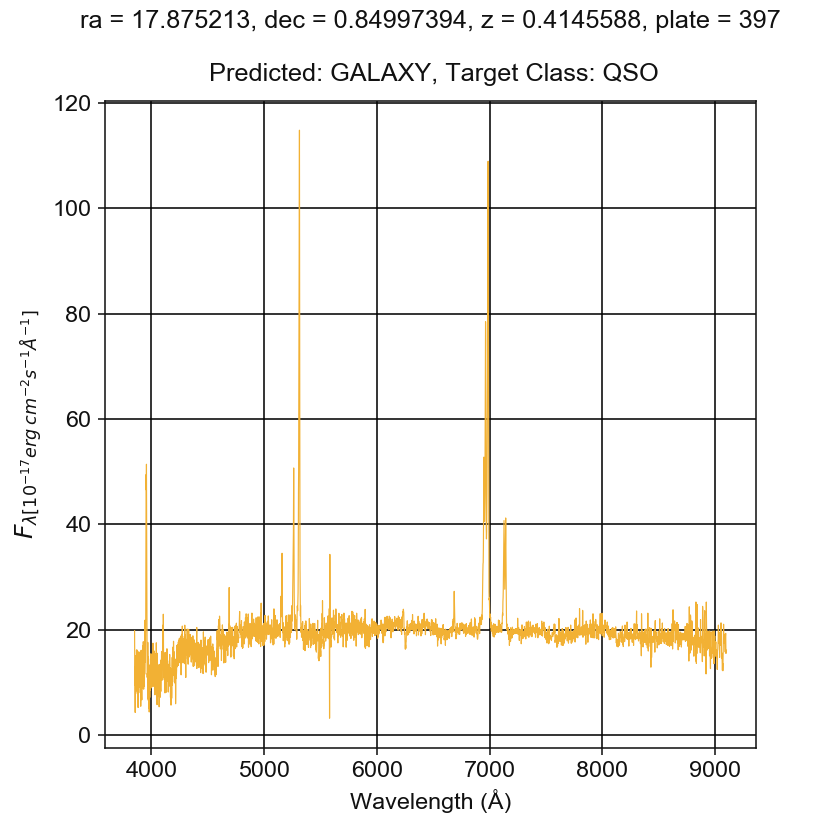 ra = 17.875213, dec = 0.84997394, z = 0.4145588, plate = 397
Predicted: GALAXY, Target Class: QSO
120
100
80
60
40
20
0
F_λ[10^{-17} erg cm^{-2} s^{-1} Å^{-1}]
4000 5000 6000 7000 8000 9000
Wavelength (Å)